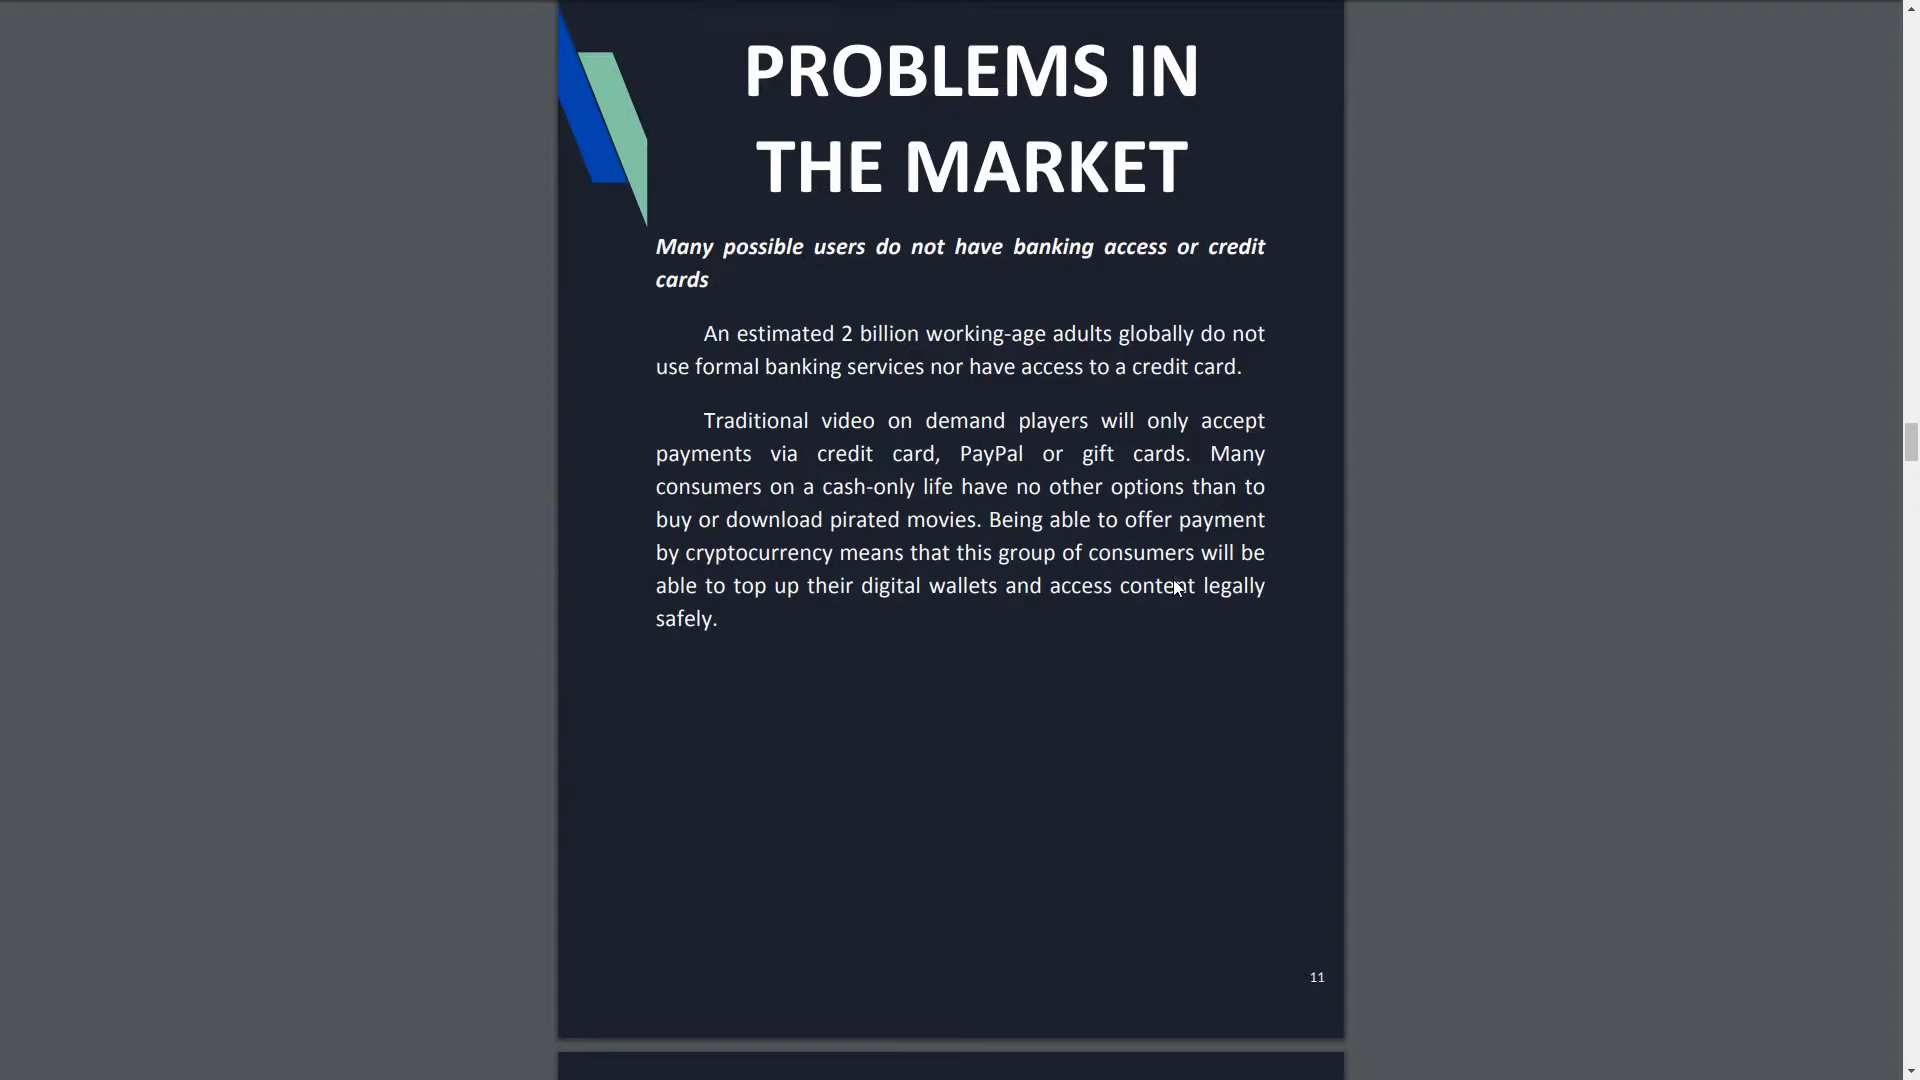 PROBLEMS IN
THE MARKET
Many possible users do not have banking access or credit
cards
An estimated 2 billion working-age adults globally do not
use formal banking services nor have access to a credit card.
Traditional video on demand players will only accept
payments via credit card, PayPal or gift cards. Many
consumers on a cash-only life have no other options than to
buy or download pirated movies. Being able to offer payment
by cryptocurrency means that this group of consumers will be
able to top up their digital wallets and access content legally
safely.
11